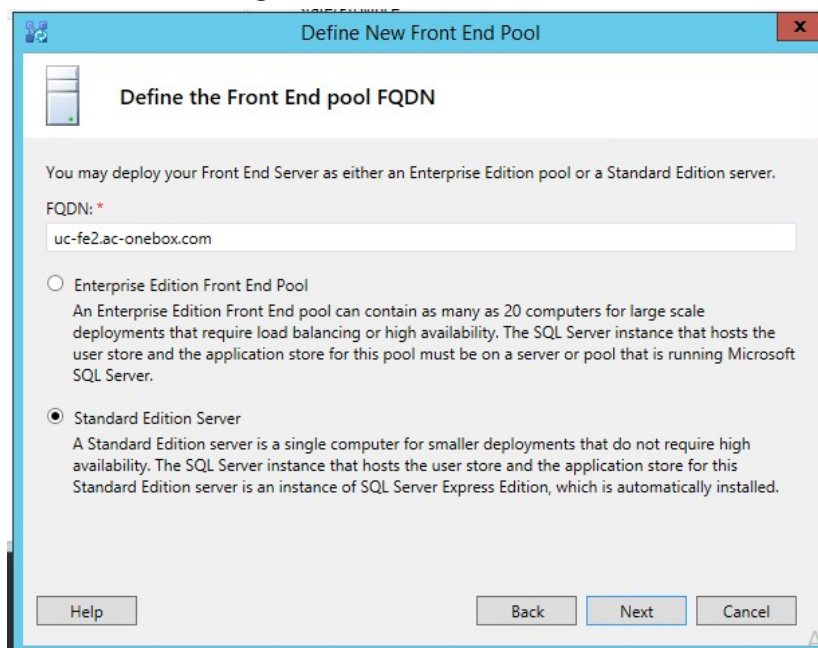 Define New Front End Pool
x
Define the Front End pool FQDN
You may deploy your Front End Server as either an Enterprise Edition pool or a Standard Edition server.
FQDN: *
uc-fe2.ac-onebox.com
Enterprise Edition Front End Pool
An Enterprise Edition Front End pool can contain as many as 20 computers for large scale
deployments that require load balancing or high availability. The SQL Server instance that hosts the
user store and the application store for this pool must be on a server or pool that is running Microsoft
SQL Server.
Standard Edition Server
A Standard Edition server is a single computer for smaller deployments that do not require high
availability. The SQL Server instance that hosts the user store and the application store for this
Standard Edition server is an instance of SQL Server Express Edition, which is automatically installed.
Help Back Next Cancel